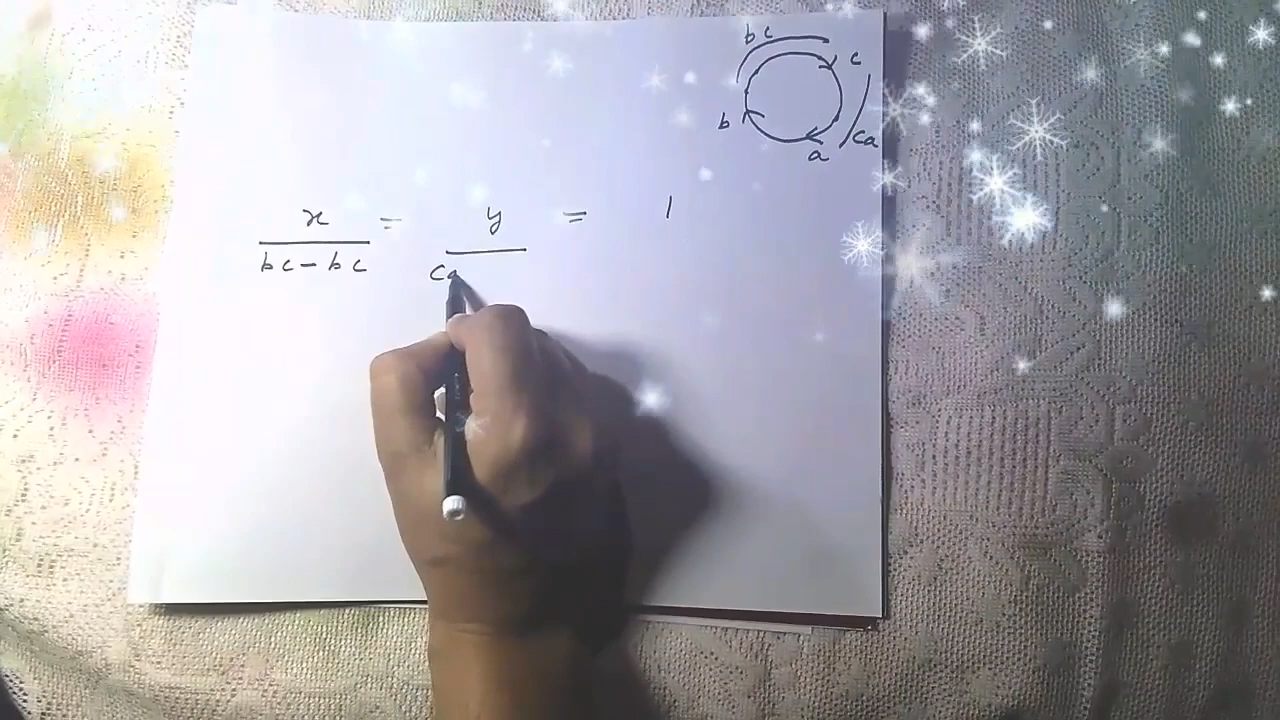 bc
c
b
ca
a
x = y = 1
bc - bc ca